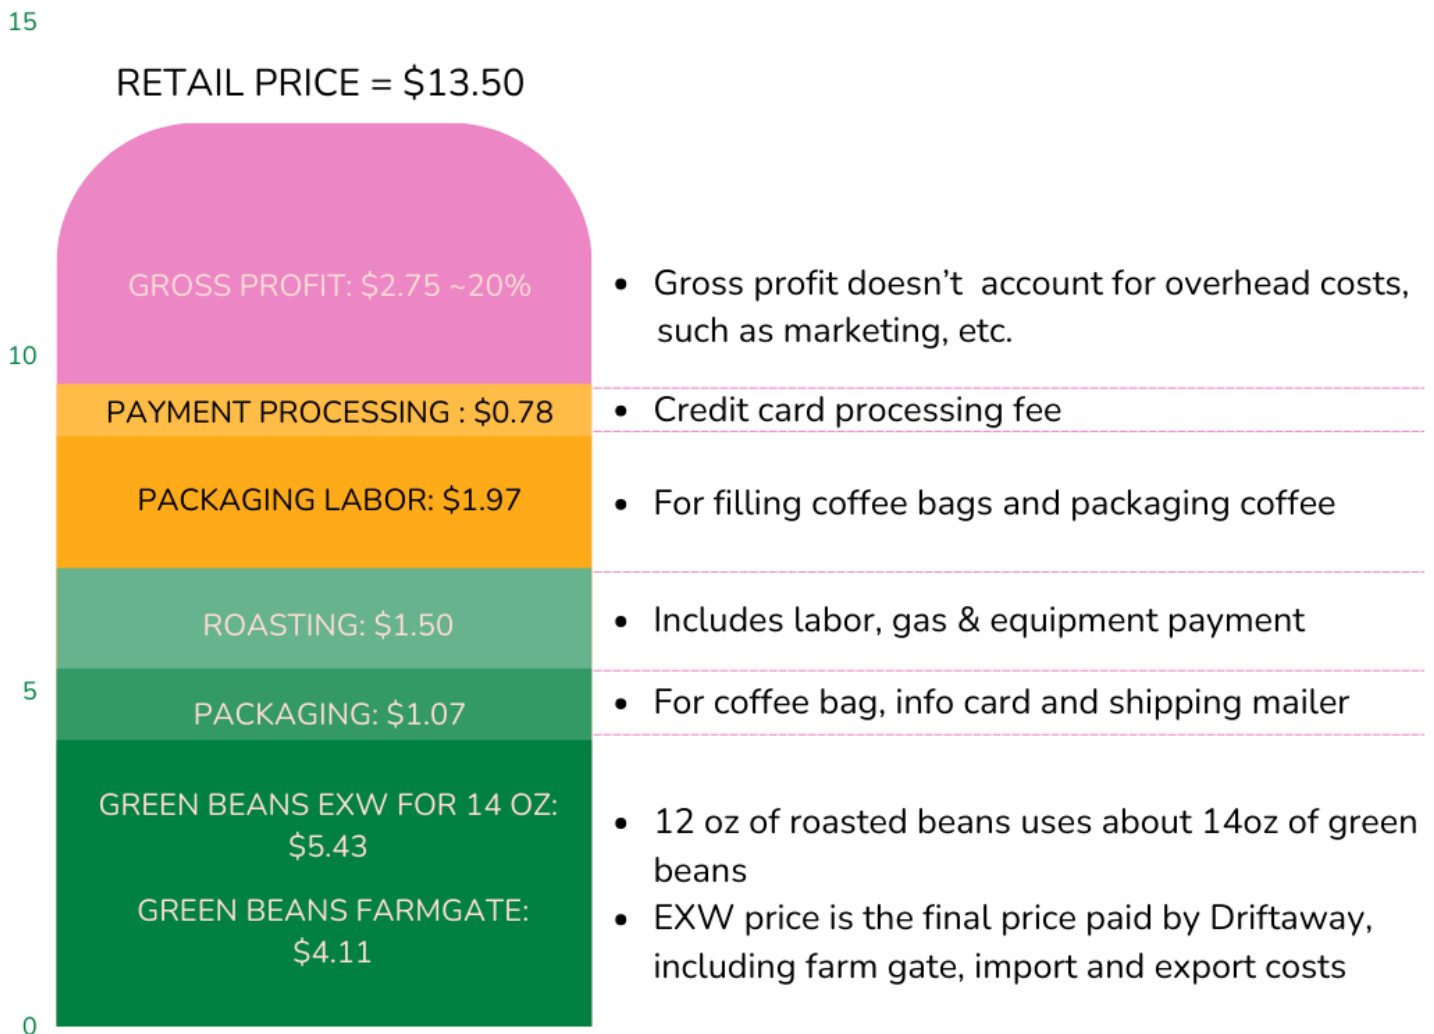 15
RETAIL PRICE = $13.50
GROSS PROFIT: $2.75 ~20%
• Gross profit doesn’t  account for overhead costs,
such as marketing, etc.
10
PAYMENT PROCESSING : $0.78
• Credit card processing fee
PACKAGING LABOR: $1.97
• For filling coffee bags and packaging coffee
ROASTING: $1.50
• Includes labor, gas & equipment payment
5
PACKAGING: $1.07
• For coffee bag, info card and shipping mailer
GREEN BEANS EXW FOR 14 OZ:
$5.43
GREEN BEANS FARMGATE:
$4.11
• 12 oz of roasted beans uses about 14oz of green
beans
• EXW price is the final price paid by Driftaway,
including farm gate, import and export costs
0